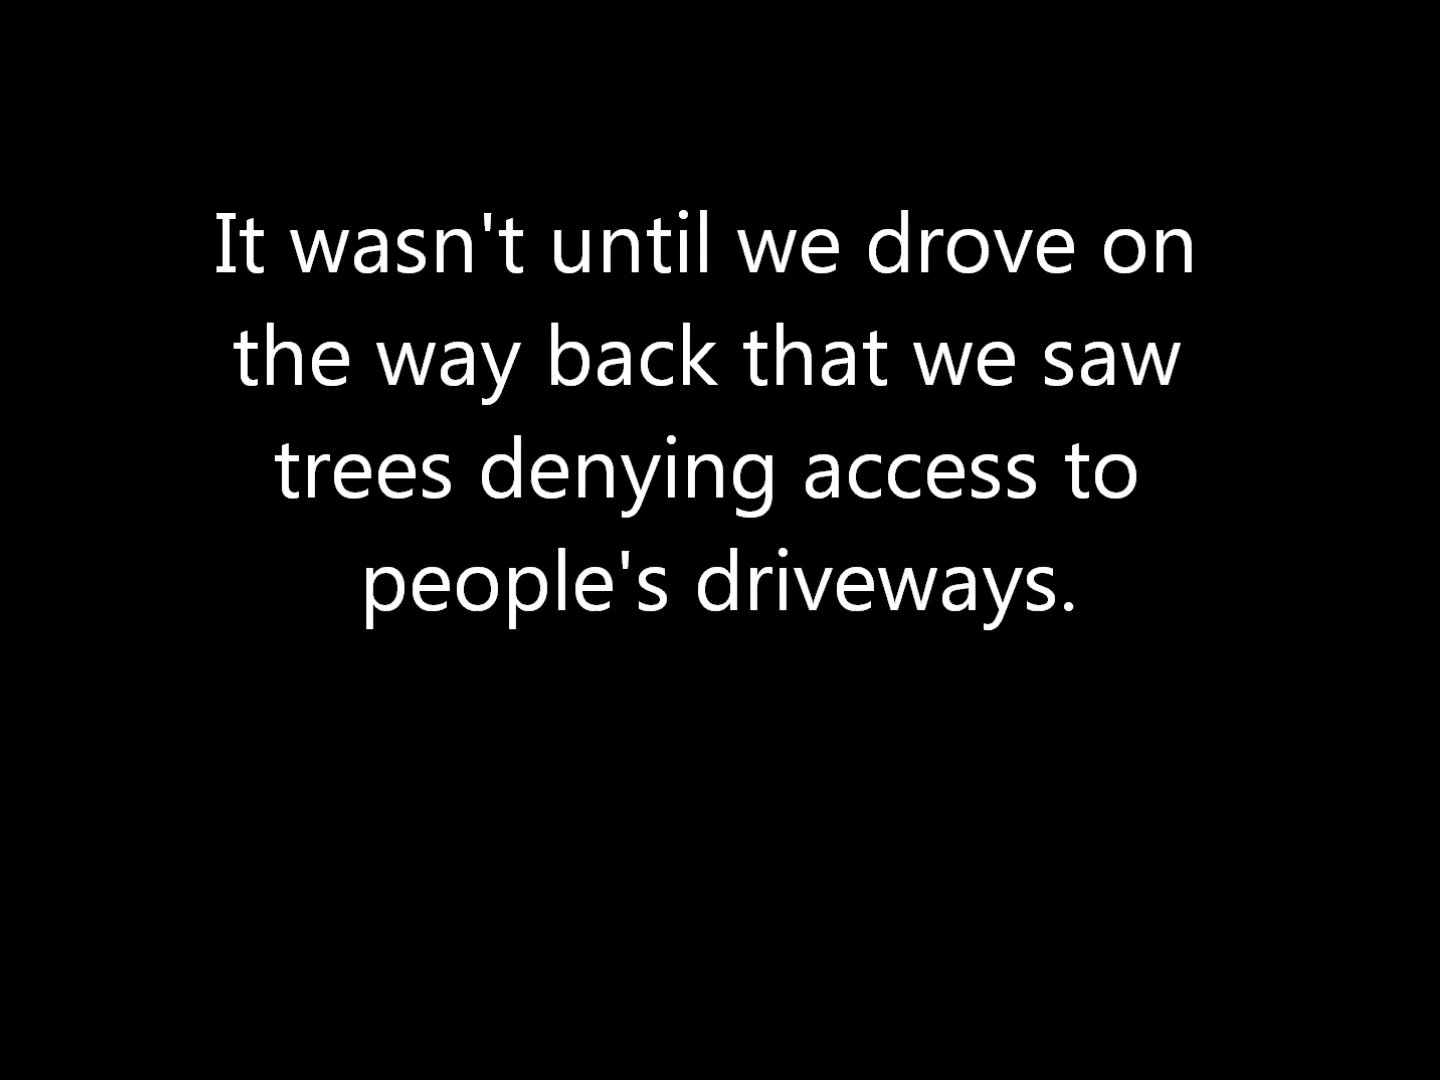 It wasn't until we drove on
the way back that we saw
trees denying access to
people's driveways.